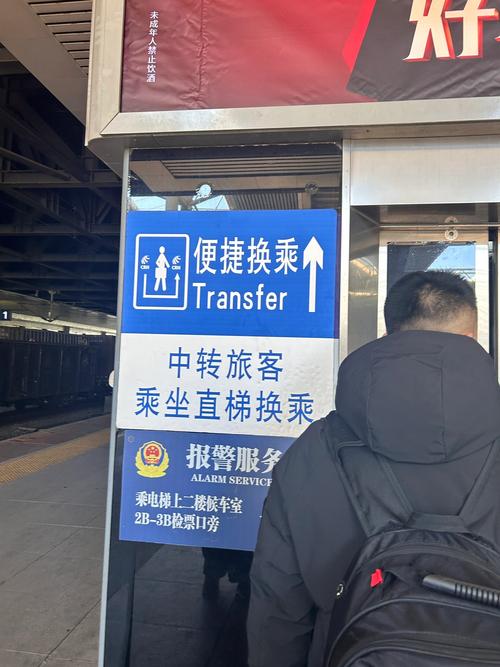 未成年人禁止饮酒
好
便捷换乘
Transfer
中转旅客
乘坐直梯换乘
报警服务
ALARM SERVICE
乘电梯上二楼候车室
2B-3B检票口旁
1